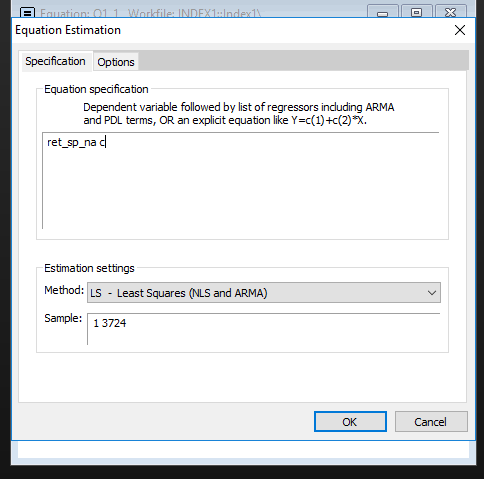 Equation: Q1_1 Workfile: INDEX1::Index1\
Equation Estimation
Specification Options
Equation specification
Dependent variable followed by list of regressors including ARMA
and PDL terms, OR an explicit equation like Y=c(1)+c(2)*X.
ret_sp_na c
Estimation settings
Method: LS - Least Squares (NLS and ARMA)
Sample: 1 3724
OK Cancel